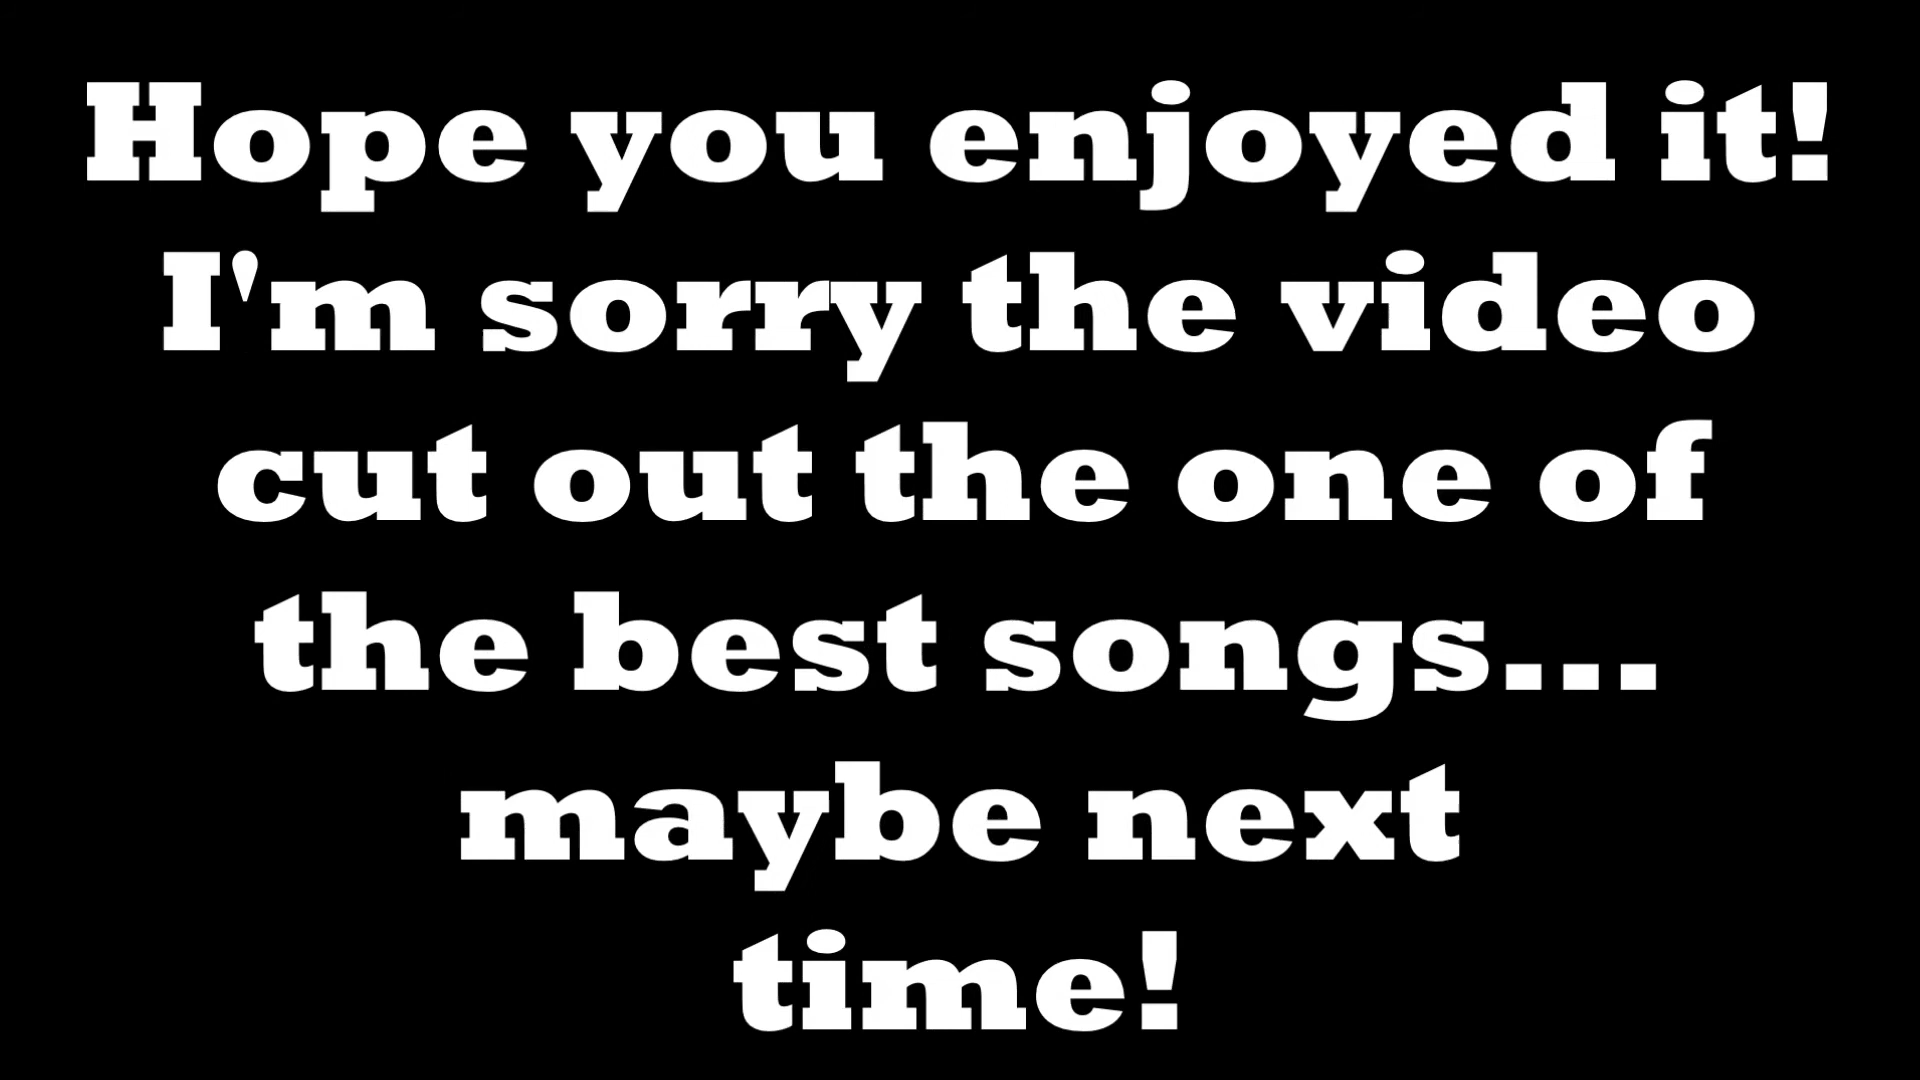 Hope you enjoyed it!
I'm sorry the video
cut out the one of
the best songs...
maybe next
time!